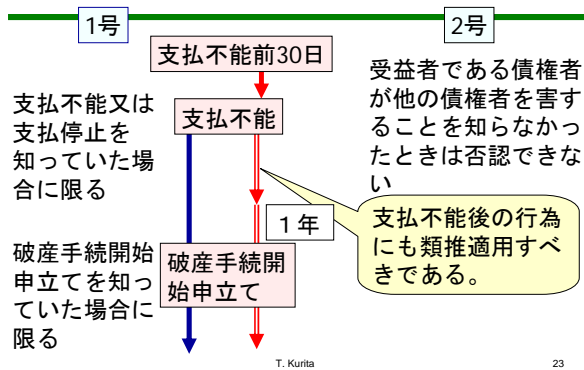 1号
2号
支払不能前30日
受益者である債権者
が他の債権者を害す
ることを知らなかっ
たときは否認できな
い
支払不能又は
支払停止を
知っていた場
合に限る
支払不能
1年
支払不能後の行為
にも類推適用すべ
きである。
破産手続開始
申立てを知っ
ていた場合に
限る
破産手続開
始申立て
T. Kurita
23